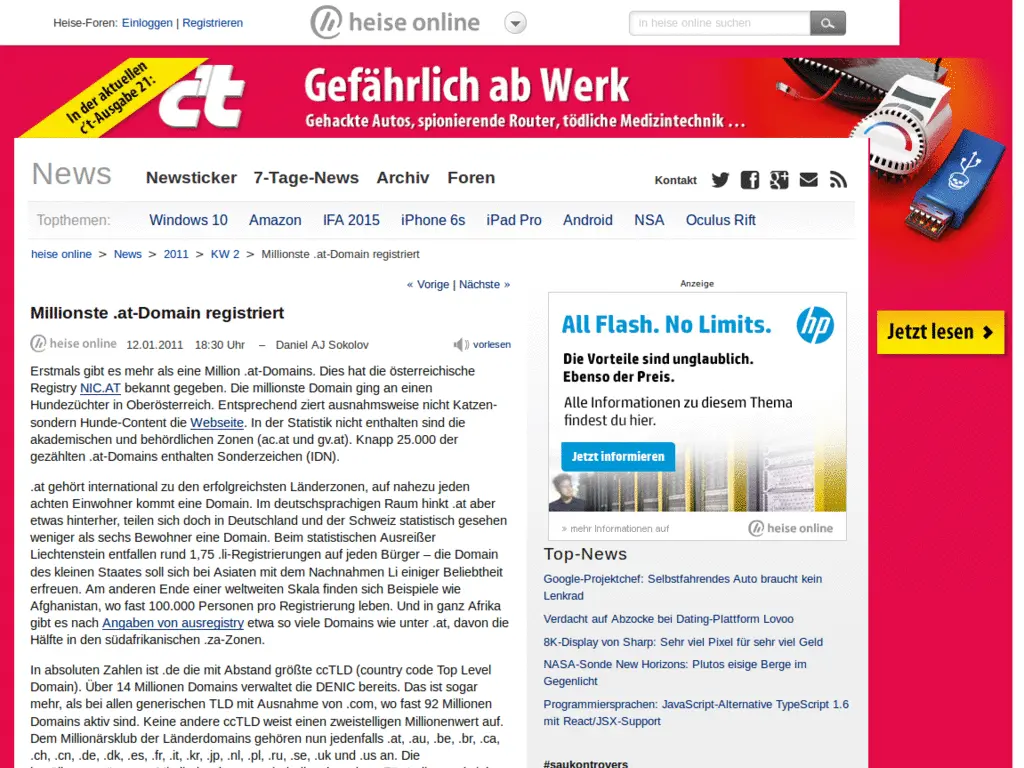 Heise-Foren: Einloggen | Registrieren
heise online
in heise online suchen
In der aktuellen
c't-Ausgabe 21:
c't
Gefährlich ab Werk
Gehackte Autos, spionierende Router, tödliche Medizintechnik ...
News
Newsticker 7-Tage-News Archiv Foren
Kontakt
Topthemen: Windows 10 Amazon IFA 2015 iPhone 6s iPad Pro Android NSA Oculus Rift
heise online > News > 2011 > KW 2 > Millionste .at-Domain registriert
« Vorige | Nächste »
Millionste .at-Domain registriert
heise online 12.01.2011 18:30 Uhr – Daniel AJ Sokolov
vorlesen
Erstmals gibt es mehr als eine Million .at-Domains. Dies hat die österreichische
Registry NIC.AT bekannt gegeben. Die millionste Domain ging an einen
Hundezüchter in Oberösterreich. Entsprechend ziert ausnahmsweise nicht Katzen-
sondern Hunde-Content die Webseite. In der Statistik nicht enthalten sind die
akademischen und behördlichen Zonen (ac.at und gv.at). Knapp 25.000 der
gezählten .at-Domains enthalten Sonderzeichen (IDN).
.at gehört international zu den erfolgreichsten Länderzonen, auf nahezu jeden
achten Einwohner kommt eine Domain. Im deutschsprachigen Raum hinkt .at aber
etwas hinterher, teilen sich doch in Deutschland und der Schweiz statistisch gesehen
weniger als sechs Bewohner eine Domain. Beim statistischen Ausreißer
Liechtenstein entfallen rund 1,75 .li-Registrierungen auf jeden Bürger – die Domain
des kleinen Staates soll sich bei Asiaten mit dem Nachnamen Li einiger Beliebtheit
erfreuen. Am anderen Ende einer weltweiten Skala finden sich Beispiele wie
Afghanistan, wo fast 100.000 Personen pro Registrierung leben. Und in ganz Afrika
gibt es nach Angaben von ausregistry etwa so viele Domains wie unter .at, davon die
Hälfte in den südafrikanischen .za-Zonen.
In absoluten Zahlen ist .de die mit Abstand größte ccTLD (country code Top Level
Domain). Über 14 Millionen Domains verwaltet die DENIC bereits. Das ist sogar
mehr, als bei allen generischen TLD mit Ausnahme von .com, wo fast 92 Millionen
Domains aktiv sind. Keine andere ccTLD weist einen zweistelligen Millionenwert auf.
Dem Millionärsklub der Länderdomains gehören nun jedenfalls .at, .au, .be, .br, .ca,
.ch, .cn, .de, .dk, .es, .fr, .it, .kr, .jp, .nl, .pl, .ru, .se, .uk und .us an. Die
Anzeige
All Flash. No Limits.
hp
Die Vorteile sind unglaublich.
Ebenso der Preis.
Alle Informationen zu diesem Thema
findest du hier.
Jetzt informieren
» mehr Informationen auf
heise online
Top-News
Google-Projektchef: Selbstfahrendes Auto braucht kein
Lenkrad
Verdacht auf Abzocke bei Dating-Plattform Lovoo
8K-Display von Sharp: Sehr viel Pixel für sehr viel Geld
NASA-Sonde New Horizons: Plutos eisige Berge im
Gegenlicht
Programmiersprachen: JavaScript-Alternative TypeScript 1.6
mit React/JSX-Support
#saukontrovers
Jetzt lesen